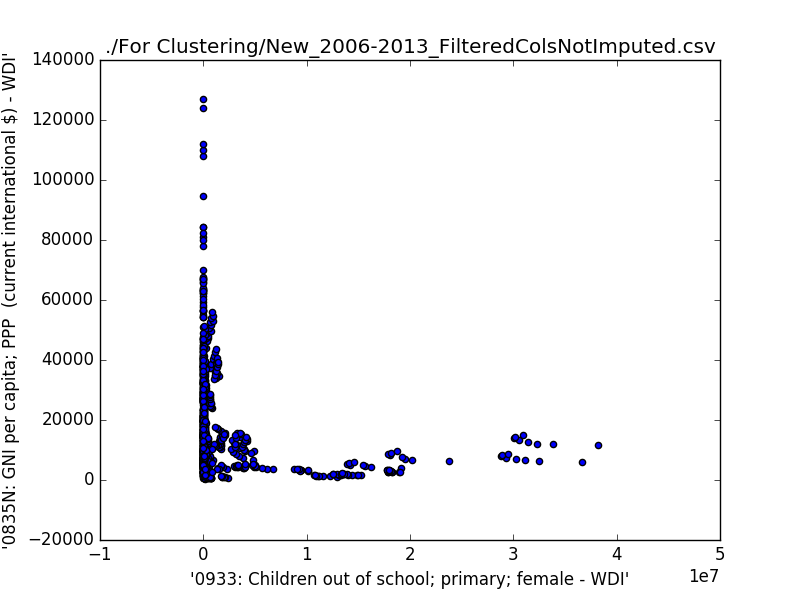 ./For Clustering/New_2006-2013_FilteredColsNotImputed.csv
'0835N: GNI per capita; PPP  (current international $) - WDI'
140000
120000
100000
80000
60000
40000
20000
0
−20000
−1 0 1 2 3 4 5
1e7
'0933: Children out of school; primary; female - WDI'